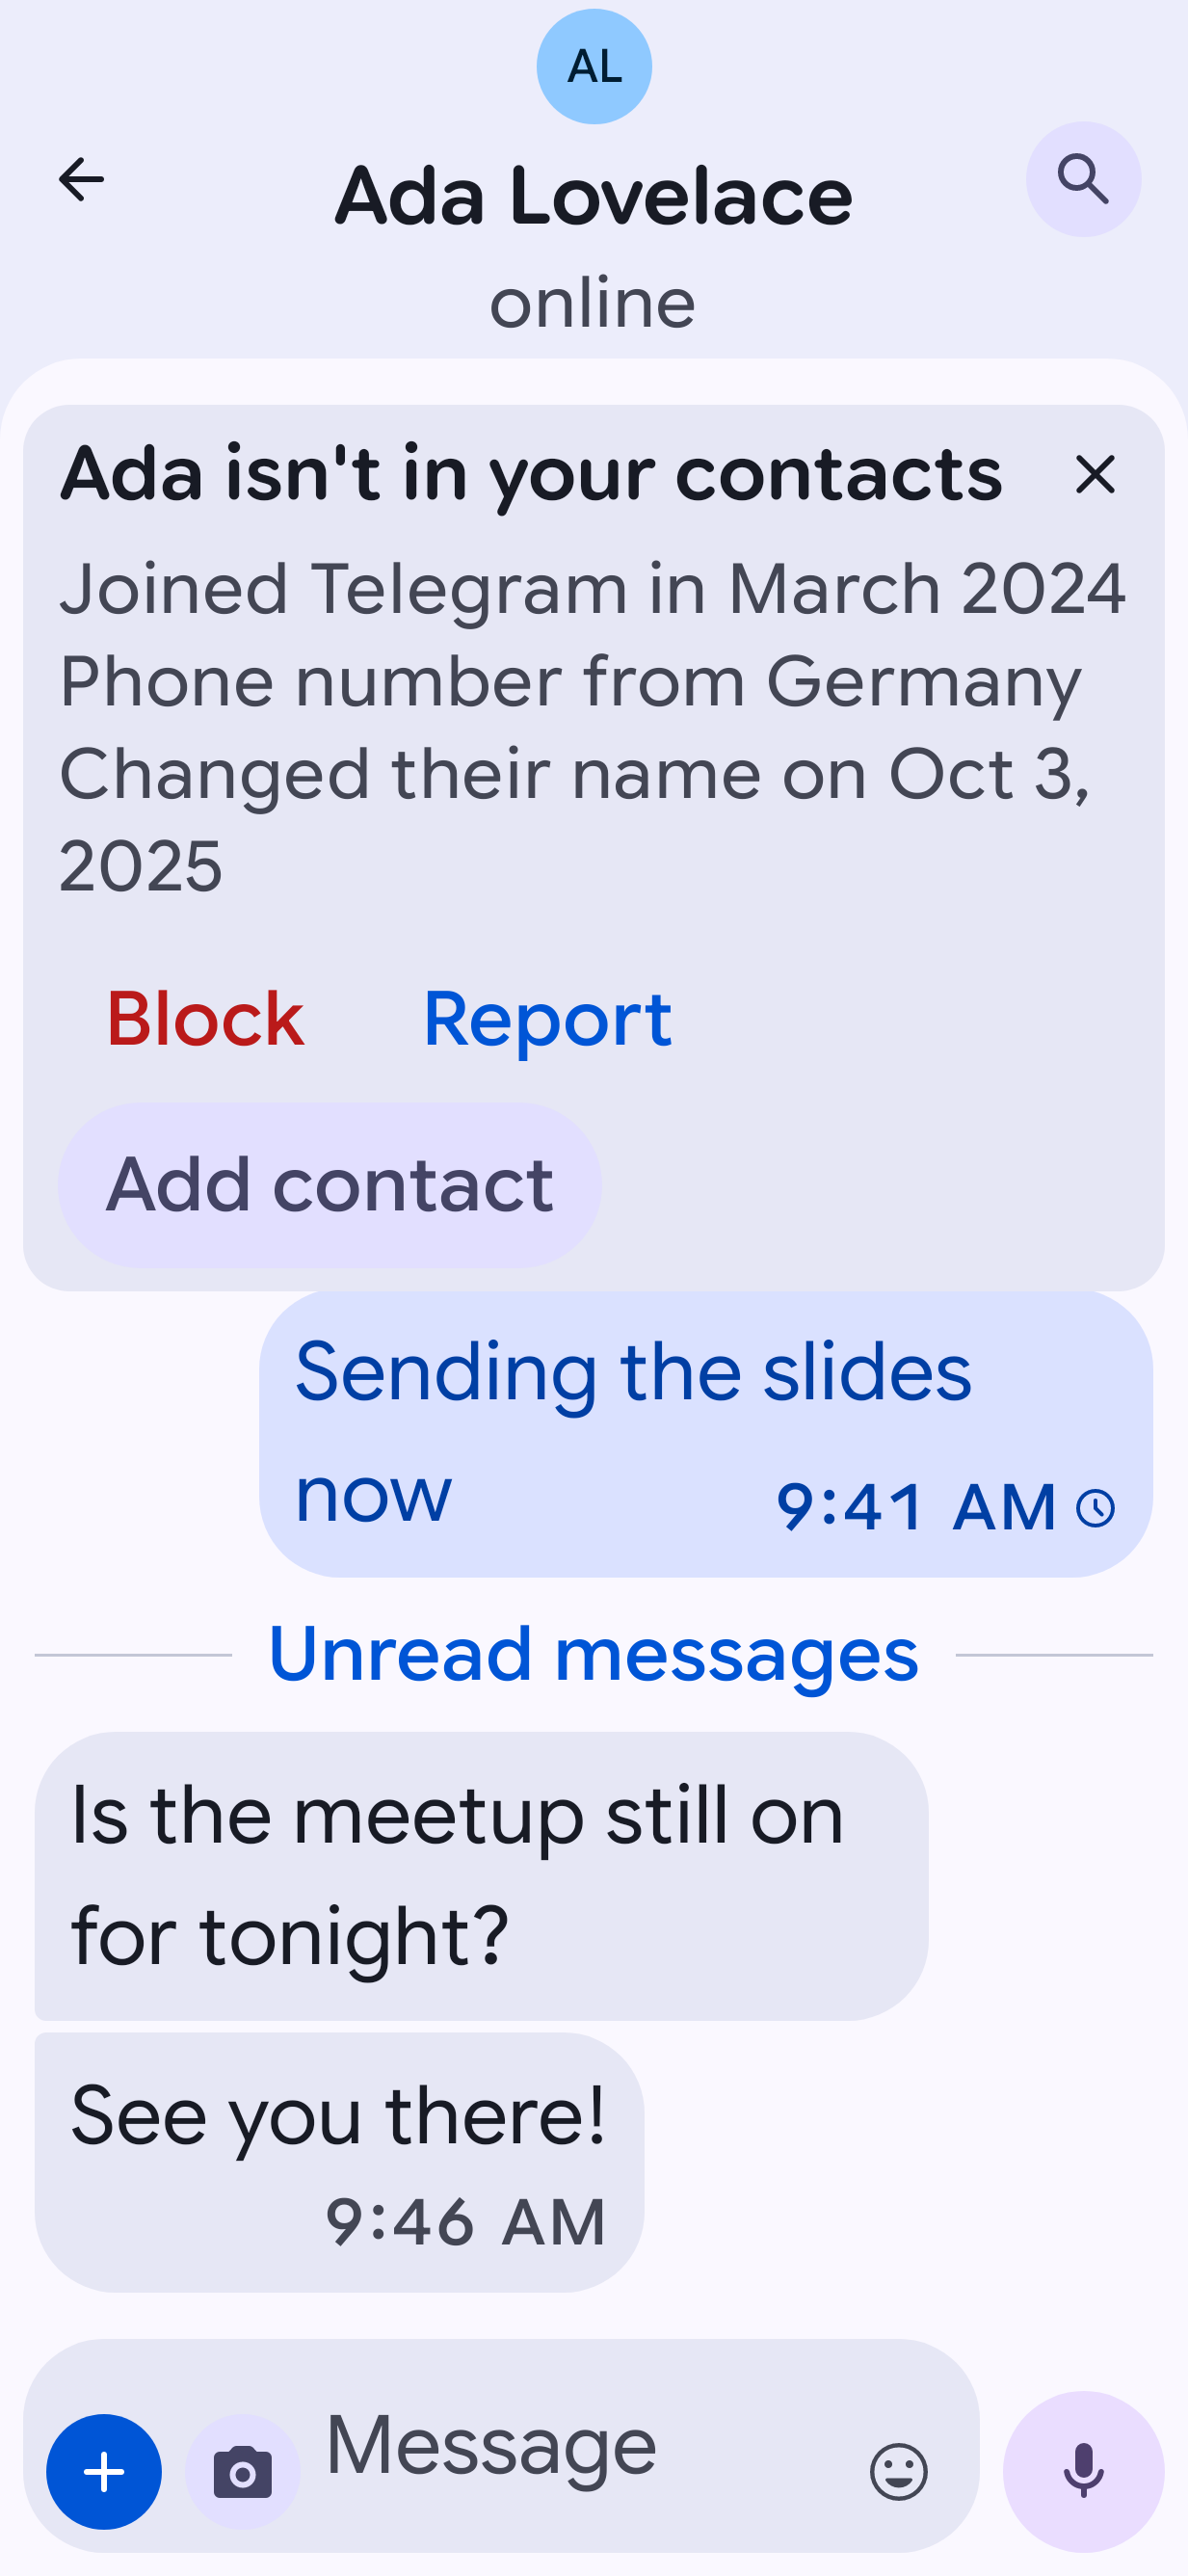 AL
Ada Lovelace
online
Ada isn't in your contacts
Joined Telegram in March 2024
Phone number from Germany
Changed their name on Oct 3,
2025
Block Report
Add contact
Sending the slides
now 9:41 AM
Unread messages
Is the meetup still on
for tonight?
See you there!
9:46 AM
Message